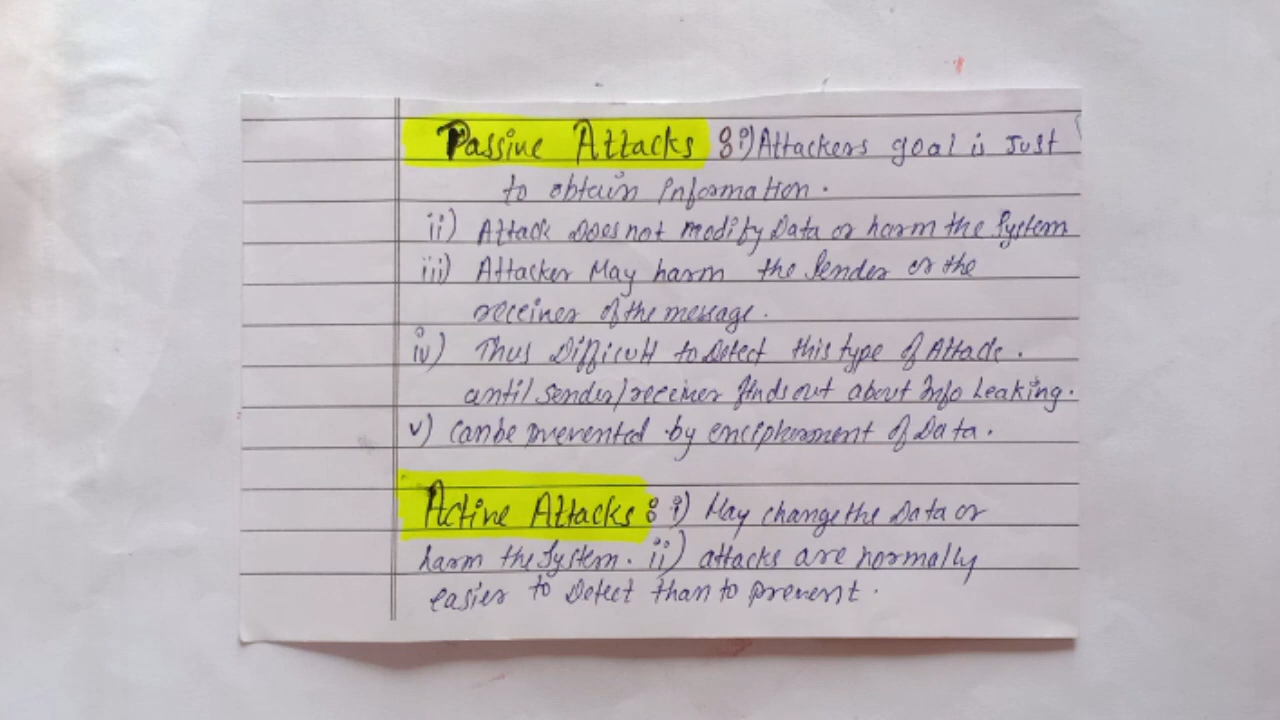 Passive Attacks : i) Attackers goal is Just
to obtain information.
ii) Attack Does not modify Data or harm the System
iii) Attacker May harm the Sender or the
receiver of the message.
iv) Thus Difficult to Detect this type of Attack.
until sender/receiver finds out about Info Leaking.
v) Can be prevented by encipherment of Data.
Active Attacks : i) May change the Data or
harm the System. ii) attacks are normally
easier to Detect than to prevent.